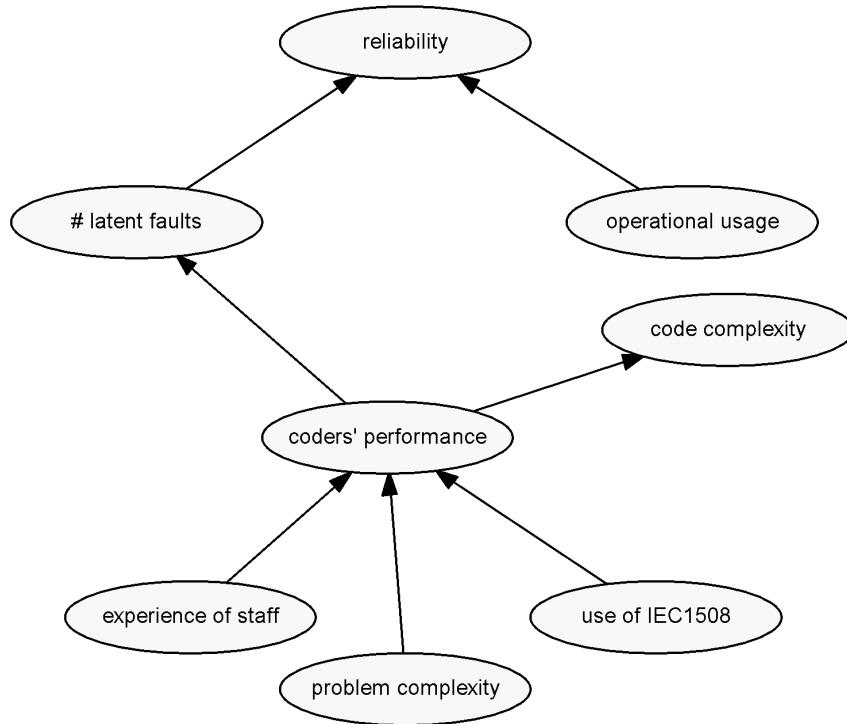 reliability
# latent faults
operational usage
code complexity
coders' performance
experience of staff
use of IEC1508
problem complexity